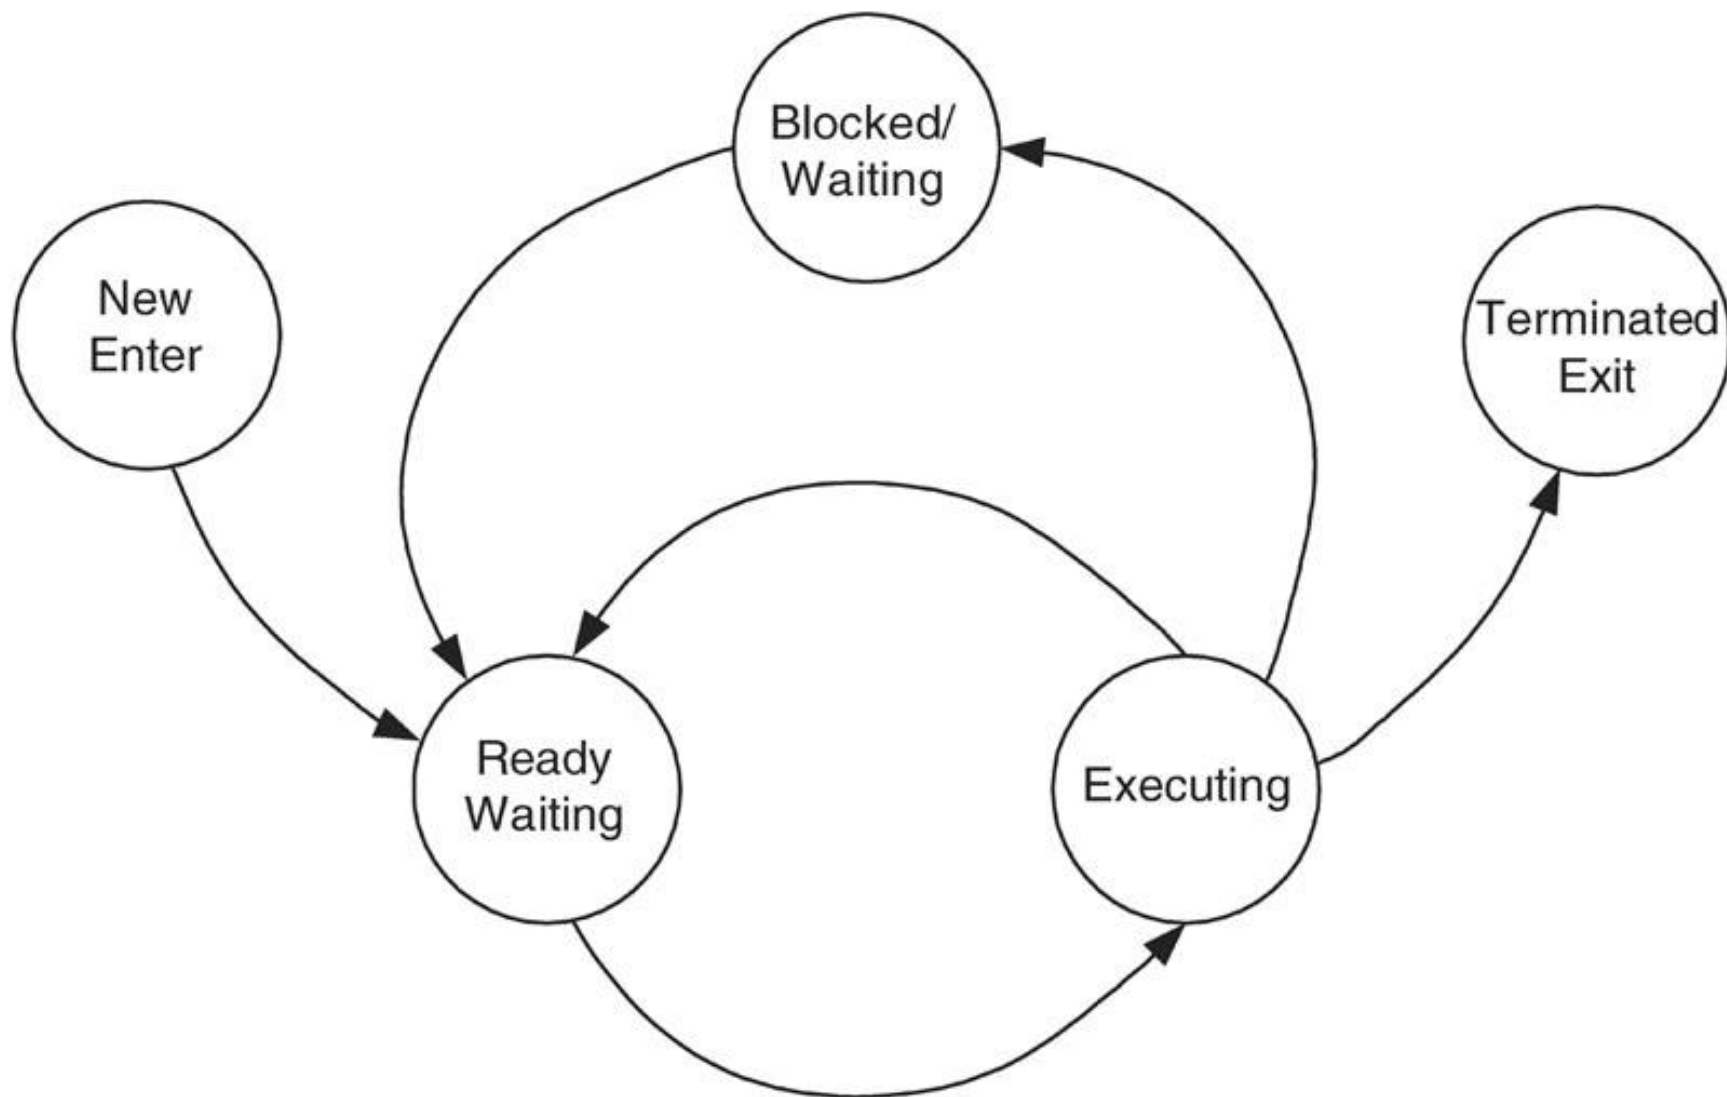 Blocked/
Waiting
New
Enter
Terminated
Exit
Ready
Waiting
Executing